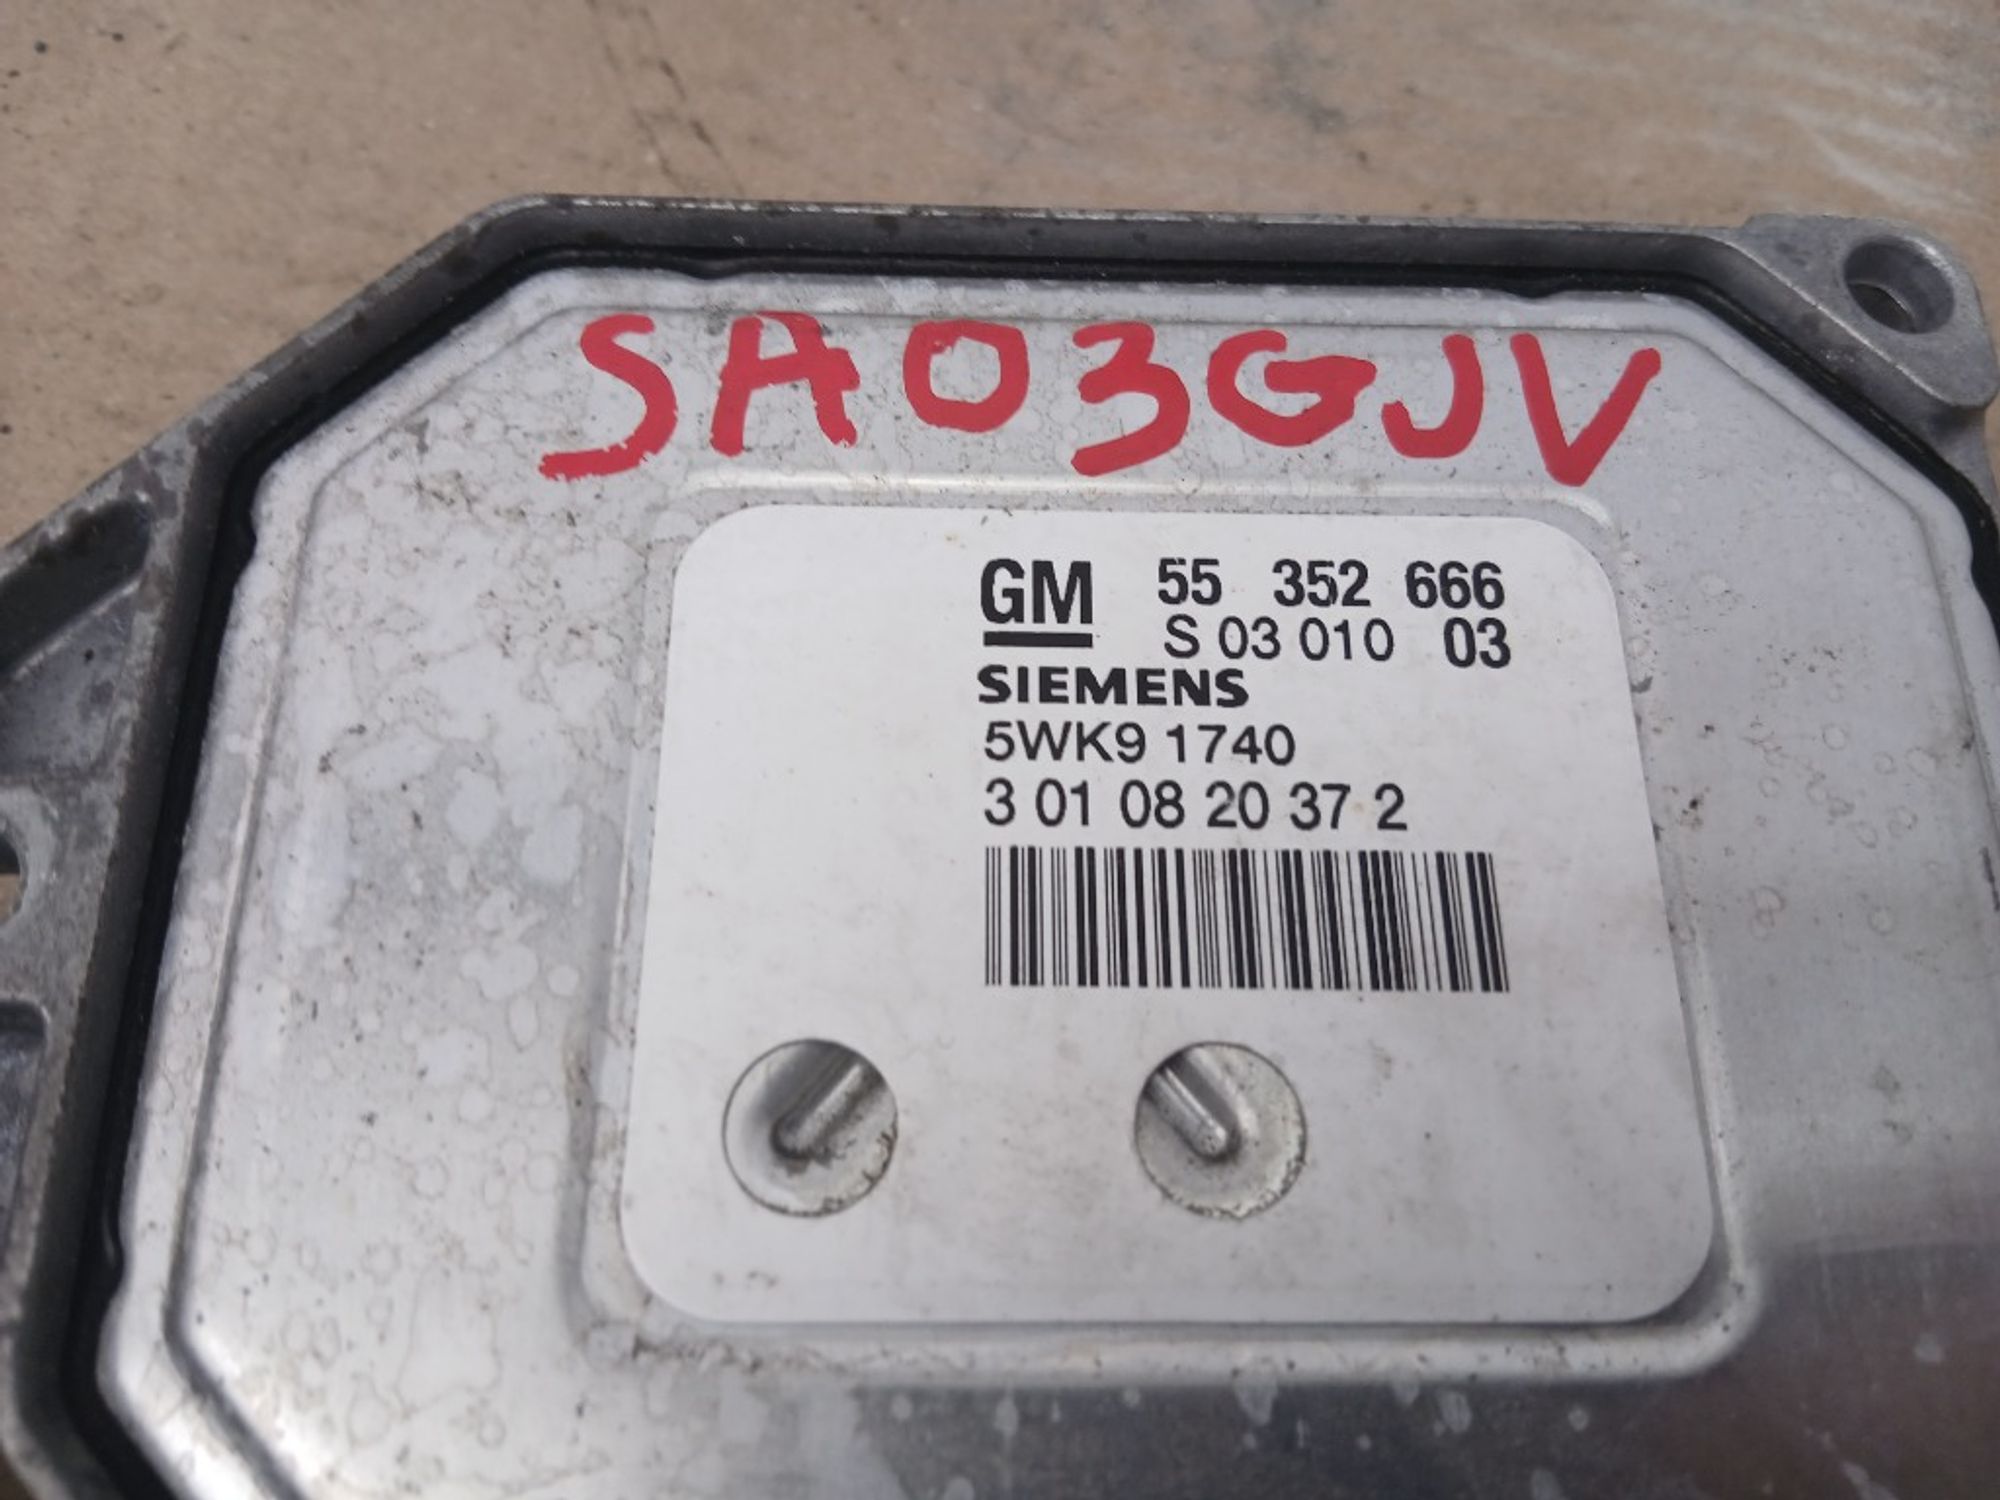 SA03GJV
GM 55 352 666
S 03 010 03
SIEMENS
5WK9 1740
3 01 08 20 37 2